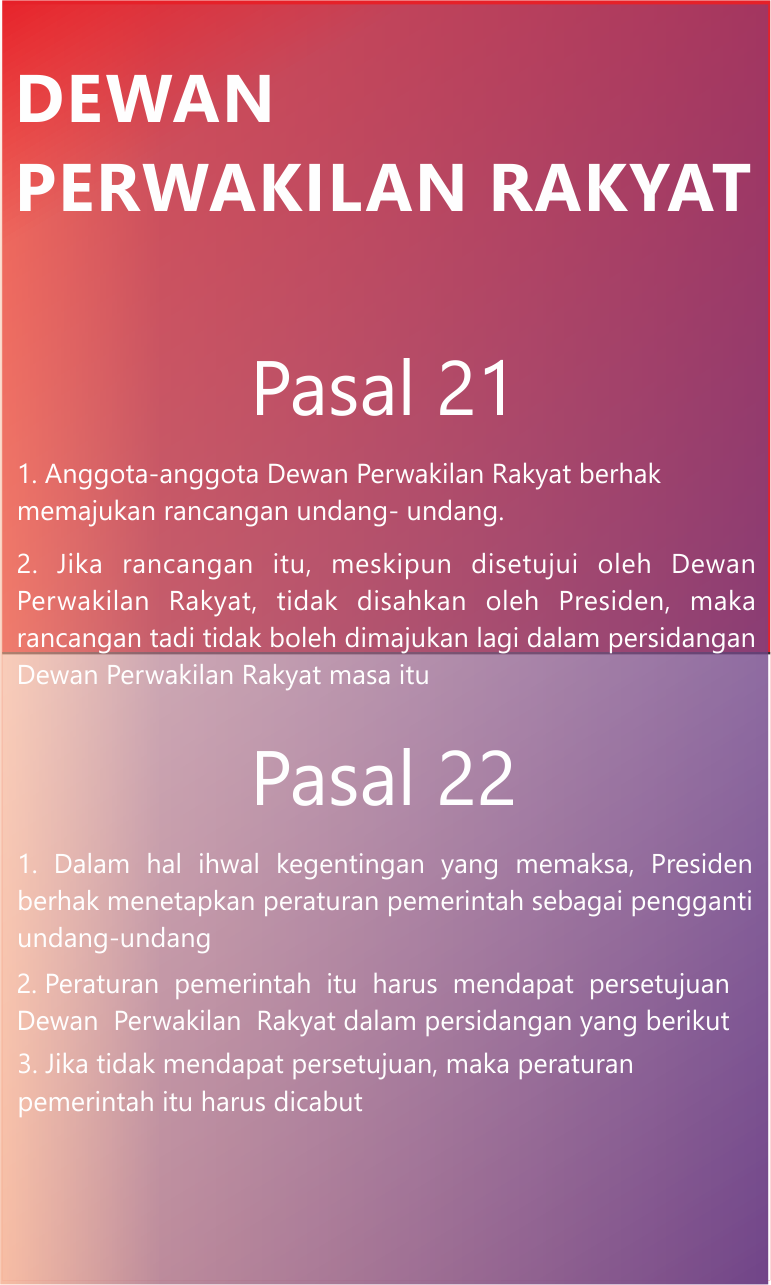 DEWAN
PERWAKILAN RAKYAT
Pasal 21
1. Anggota-anggota Dewan Perwakilan Rakyat berhak
memajukan rancangan undang- undang.
2. Jika rancangan itu, meskipun disetujui oleh Dewan
Perwakilan Rakyat, tidak disahkan oleh Presiden, maka
rancangan tadi tidak boleh dimajukan lagi dalam persidangan
Dewan Perwakilan Rakyat masa itu
Pasal 22
1. Dalam hal ihwal kegentingan yang memaksa, Presiden
berhak menetapkan peraturan pemerintah sebagai pengganti
undang-undang
2. Peraturan pemerintah itu harus mendapat persetujuan
Dewan Perwakilan Rakyat dalam persidangan yang berikut
3. Jika tidak mendapat persetujuan, maka peraturan
pemerintah itu harus dicabut